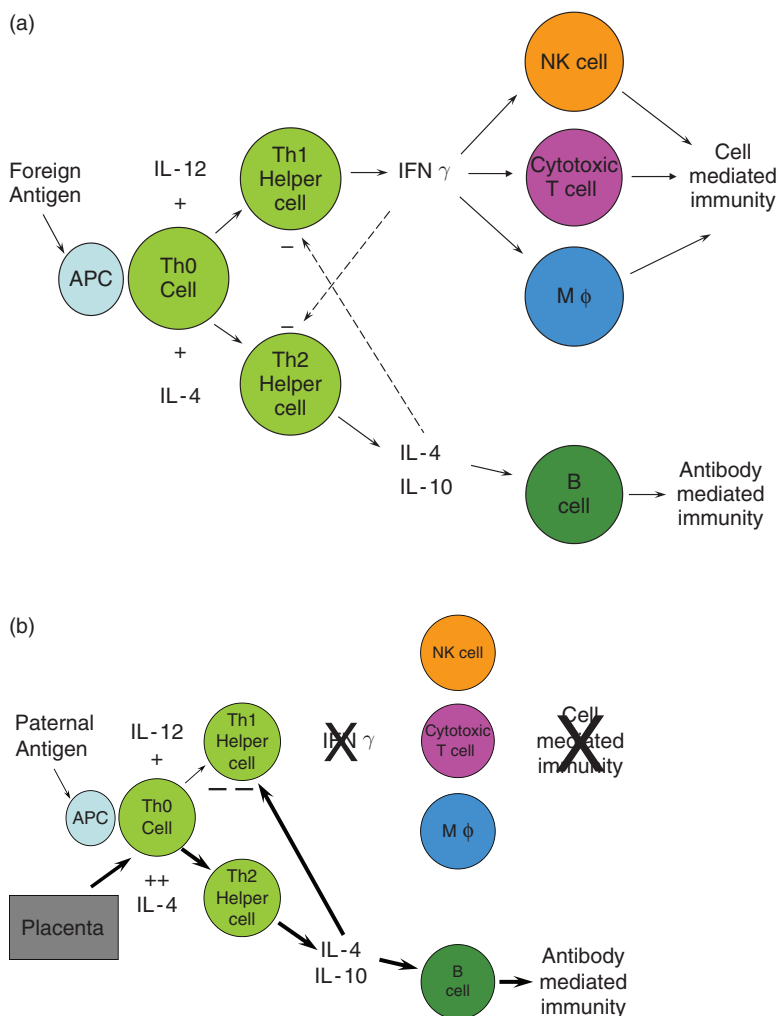 (a)
NK cell
Th1
Helper
cell
IL-12
+
IFN γ
Cytotoxic
T cell
Cell
mediated
immunity
Foreign
Antigen
APC
Th0
Cell
–
M ϕ
–
+
IL-4
Th2
Helper
cell
IL-4
IL-10
B
cell
Antibody
mediated
immunity
(b)
NK cell
Paternal
Antigen
IL-12
+
Th1
Helper
cell
IFN γ
Cytotoxic
T cell
Cell
mediated
immunity
– –
APC
Th0
Cell
M ϕ
++
IL-4
Th2
Helper
cell
Placenta
IL-4
IL-10
B
cell
Antibody
mediated
immunity